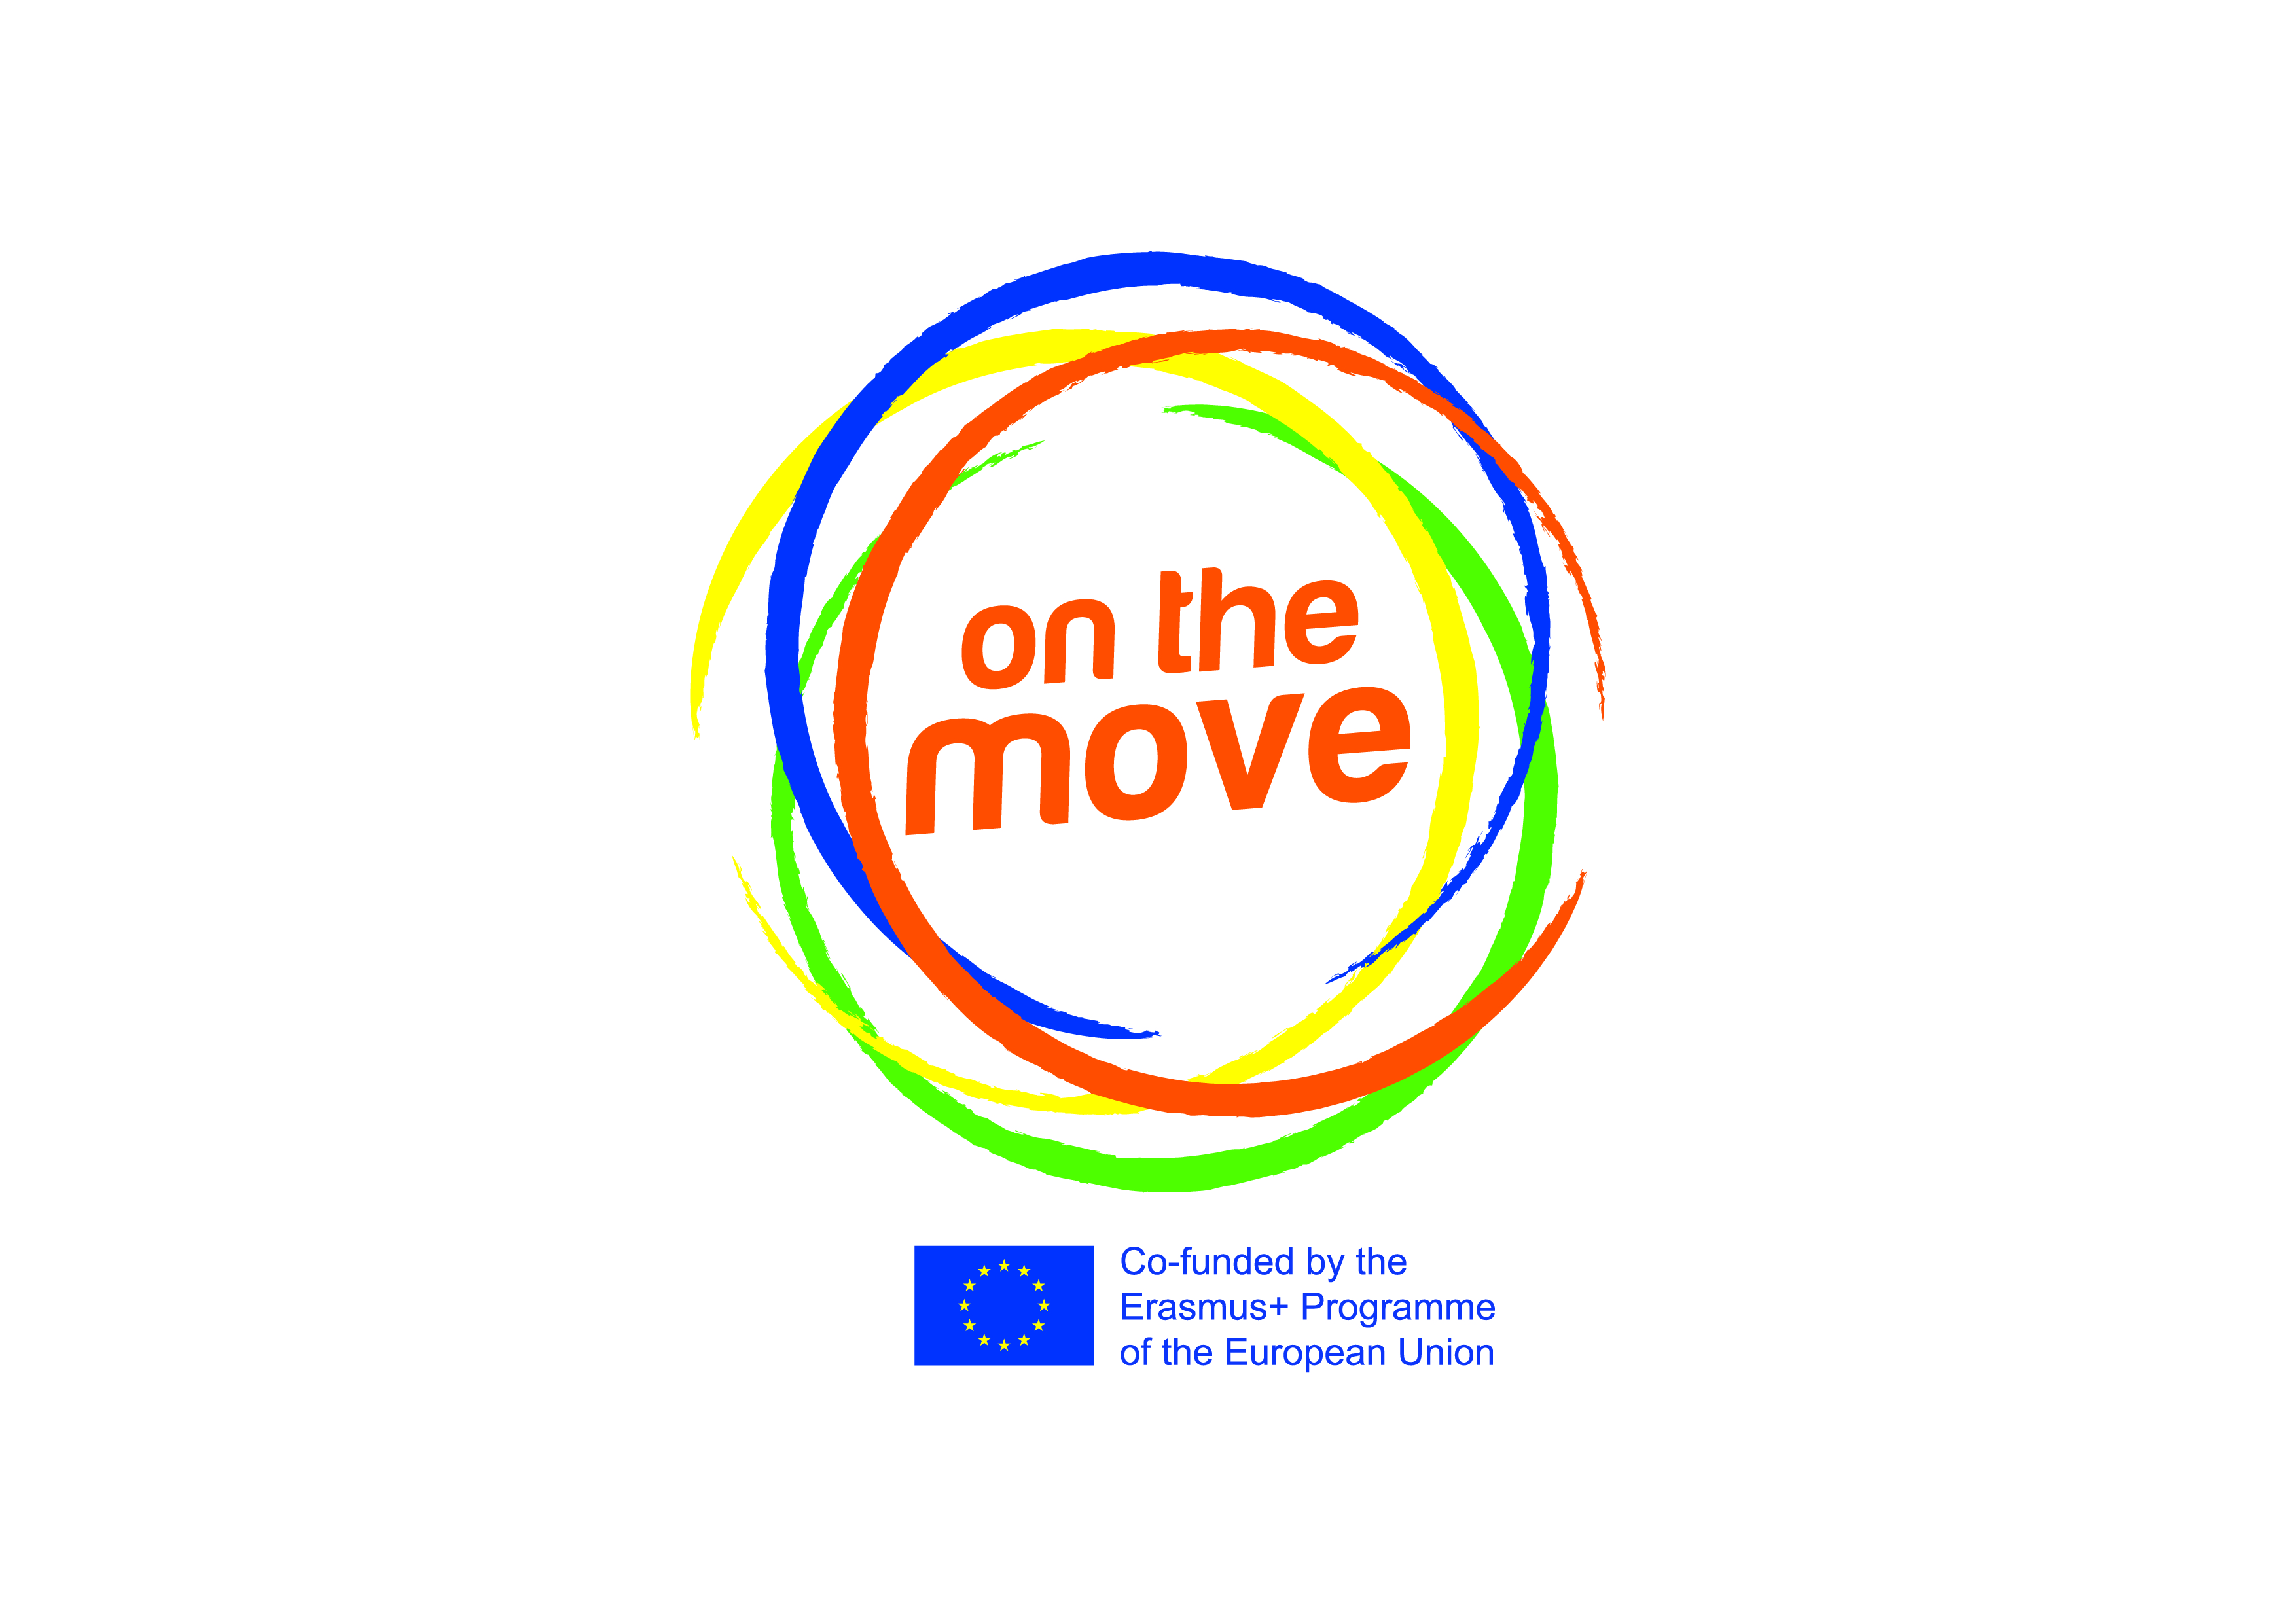 on the
move
Co-funded by the
Erasmus+ Programme
of the European Union